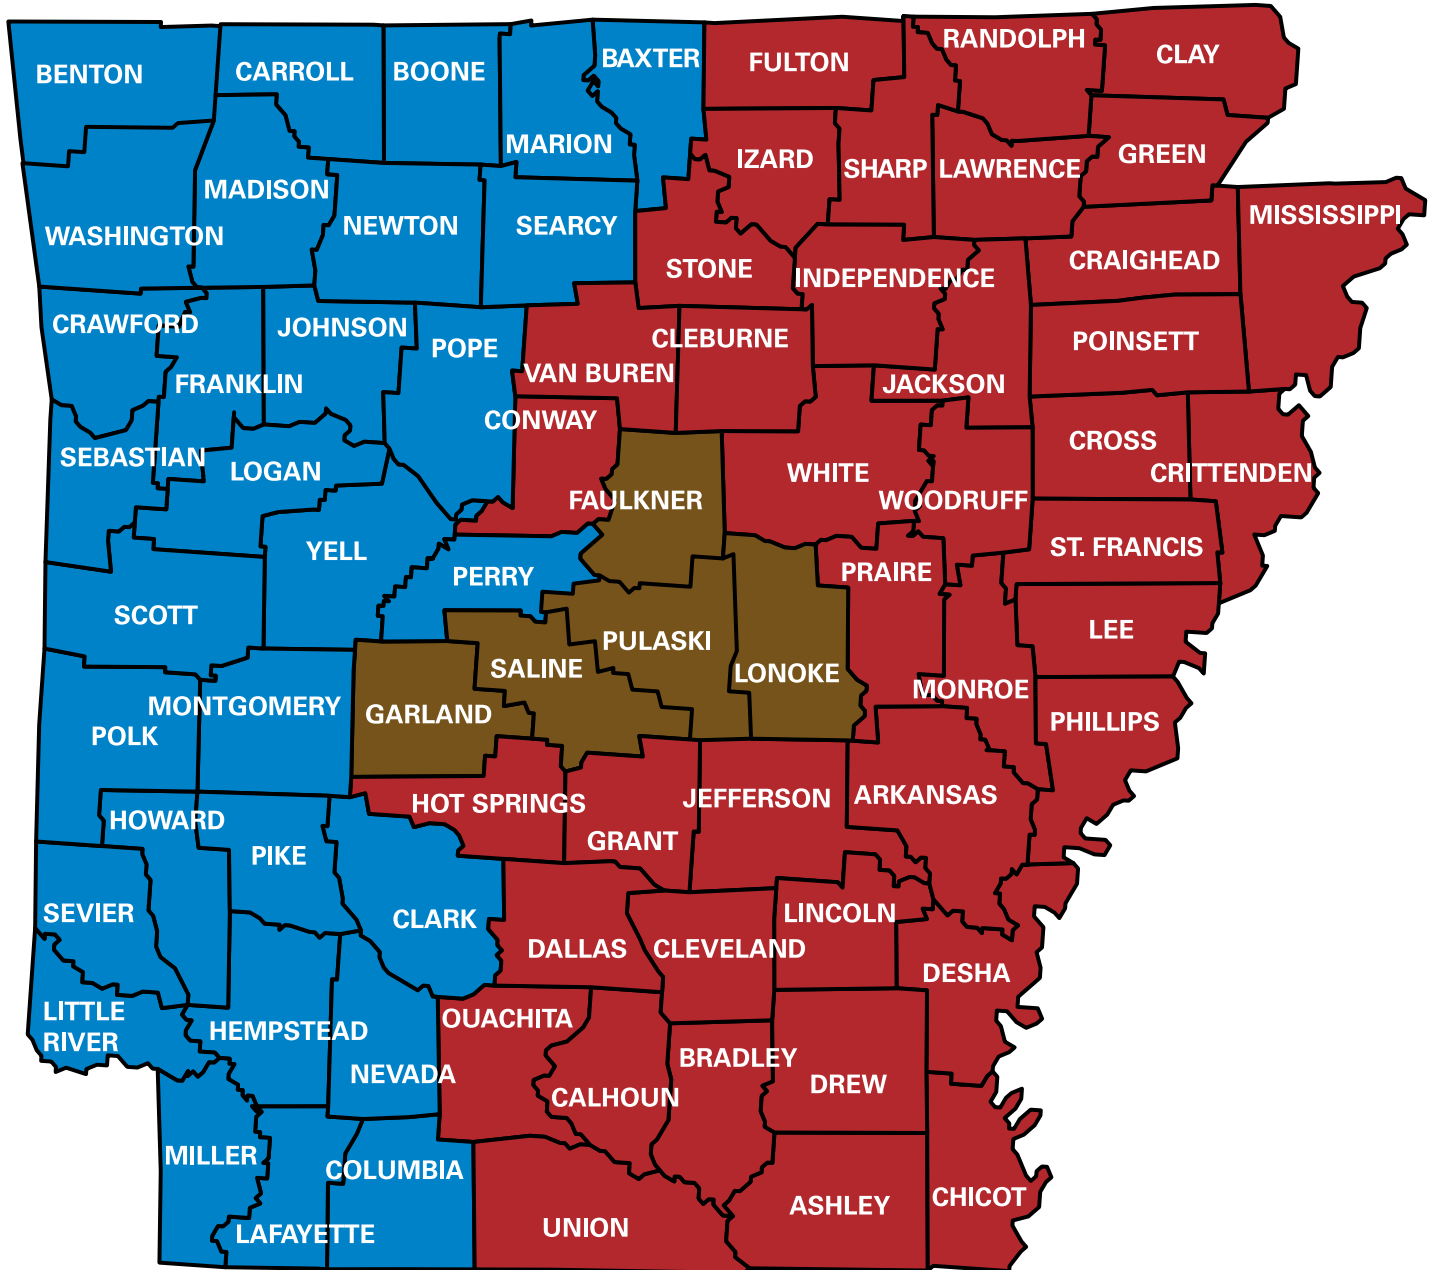 BENTON
CARROLL
BOONE
MARION
BAXTER
FULTON
RANDOLPH
CLAY
IZARD
SHARP
LAWRENCE
GREEN
MADISON
WASHINGTON
NEWTON
SEARCY
STONE
INDEPENDENCE
CRAIGHEAD
MISSISSIPPI
CRAWFORD
JOHNSON
POPE
FRANKLIN
VAN BUREN
CLEBURNE
JACKSON
POINSETT
CONWAY
SEBASTIAN
LOGAN
FAULKNER
WHITE
WOODRUFF
CROSS
CRITTENDEN
YELL
PERRY
PRAIRE
ST. FRANCIS
SCOTT
SALINE
PULASKI
LONOKE
LEE
POLK
MONTGOMERY
GARLAND
MONROE
PHILLIPS
HOWARD
PIKE
HOT SPRINGS
GRANT
JEFFERSON
ARKANSAS
SEVIER
CLARK
DALLAS
CLEVELAND
LINCOLN
DESHA
LITTLE
RIVER
HEMPSTEAD
NEVADA
OUACHITA
CALHOUN
BRADLEY
DREW
MILLER
LAFAYETTE
COLUMBIA
UNION
ASHLEY
CHICOT